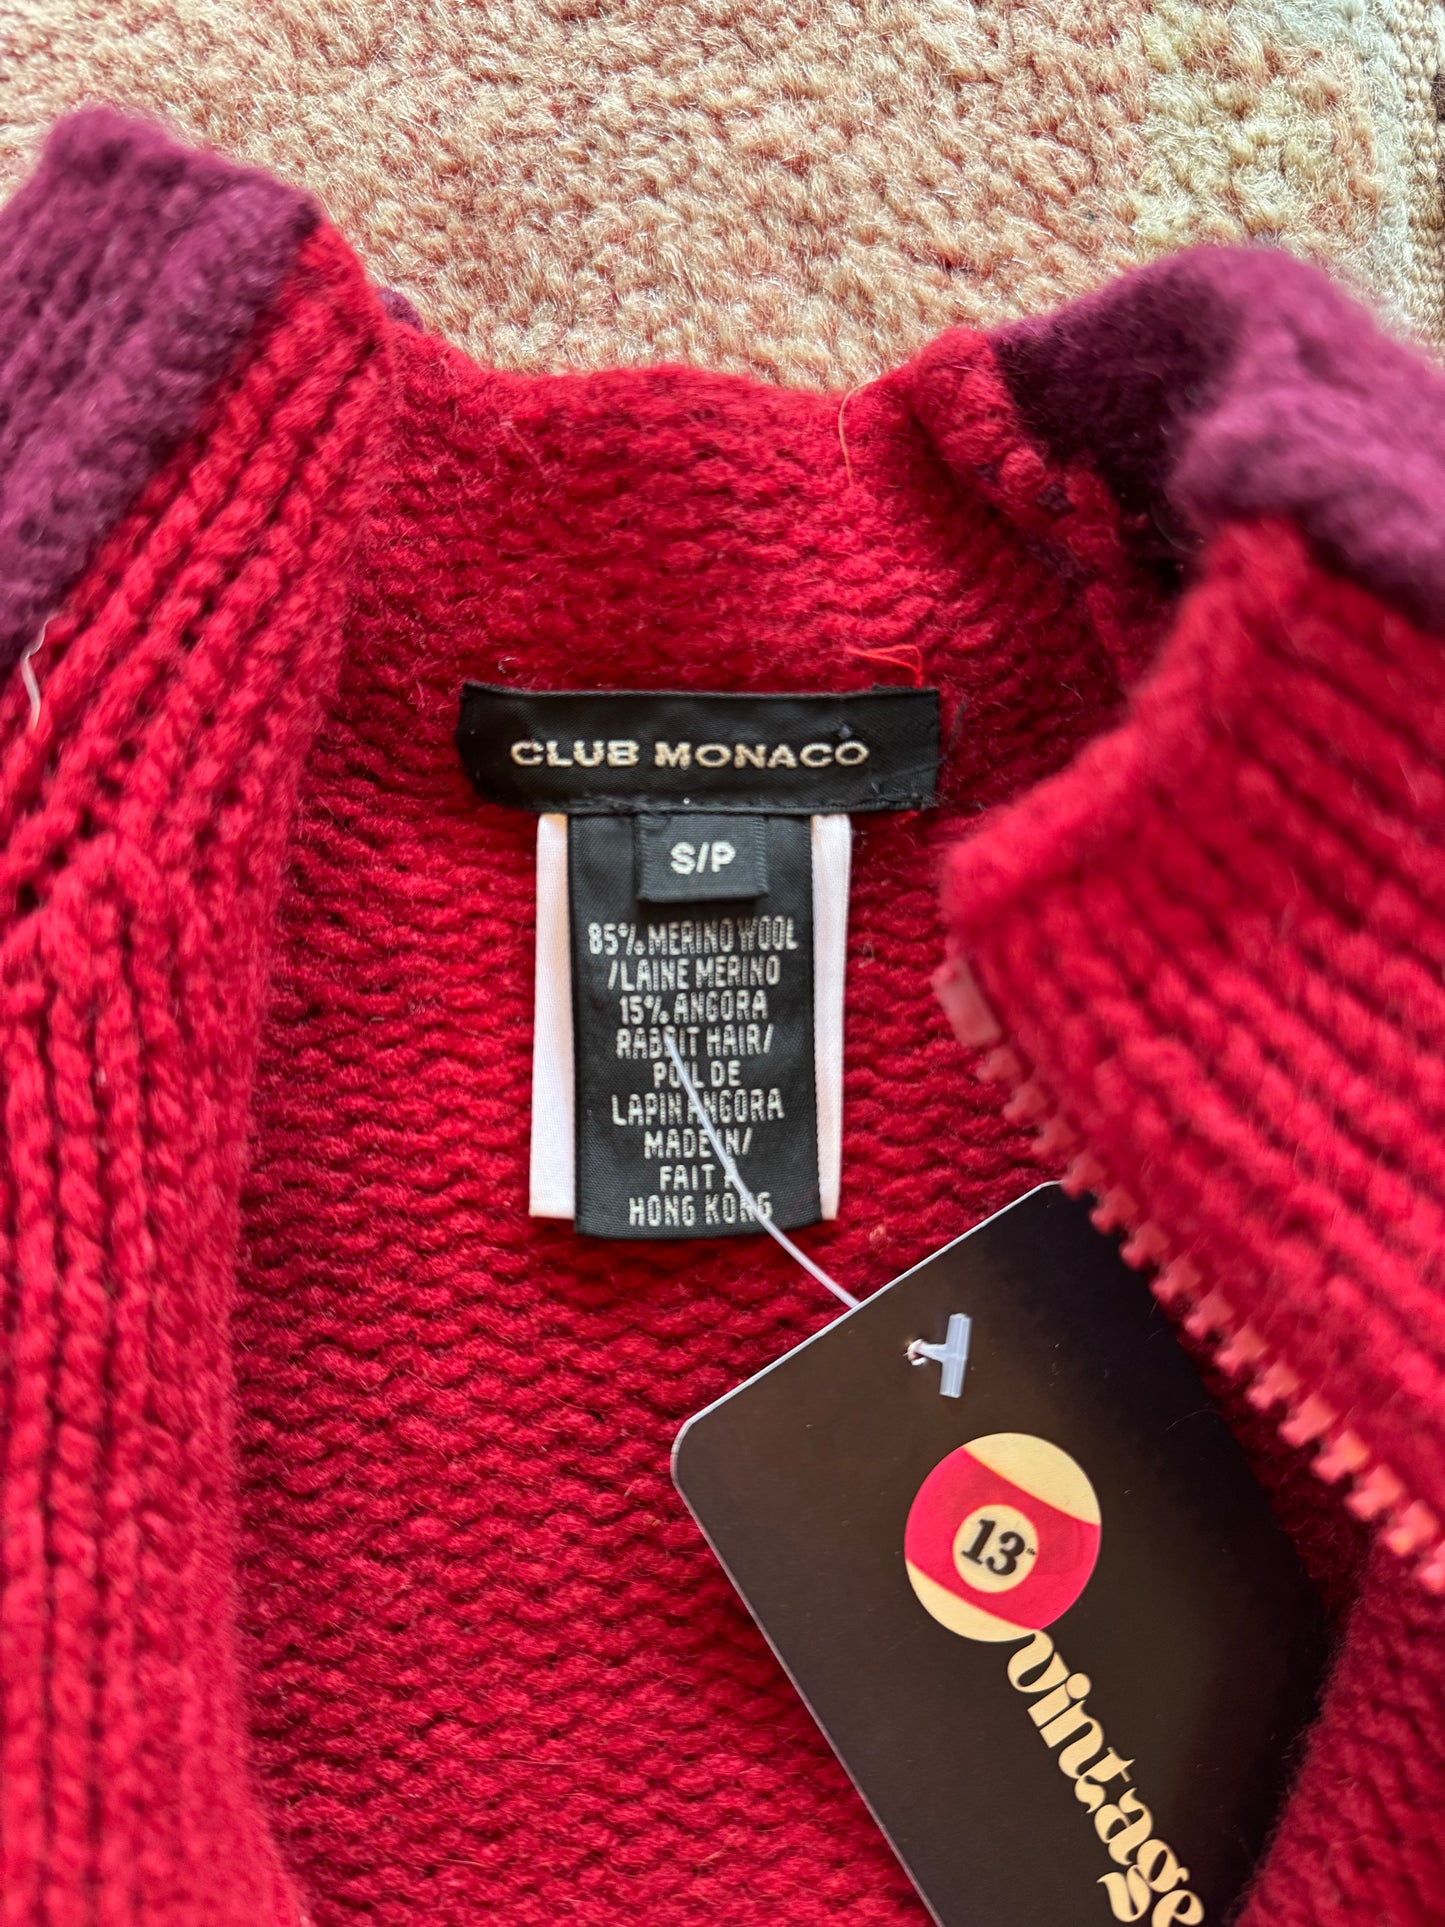 CLUB MONACO
S/P
85% MERINO WOOL
/LAINE MERINO
15% ANGORA
RABBIT HAIR/
POIL DE
LAPIN ANGORA
MADE IN/
FAIT A
HONG KONG
13
vintage